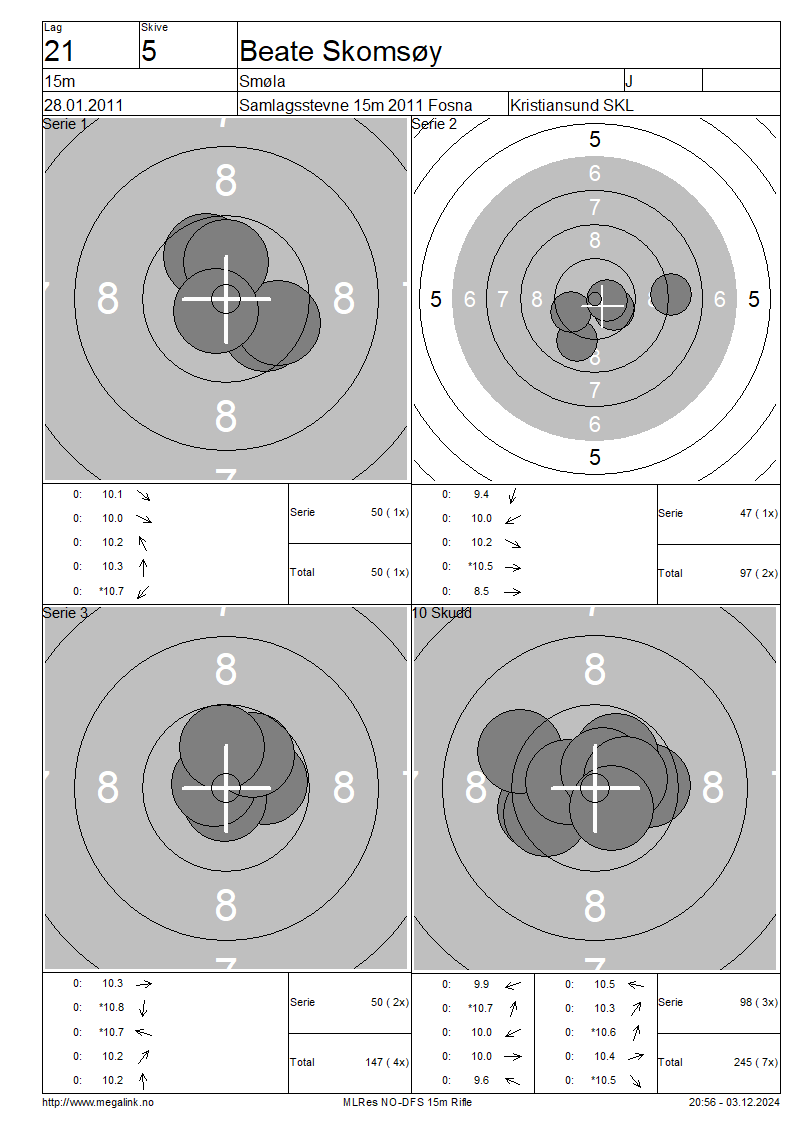 Lag Skive
21 5 Beate Skomsøy
15m Smøla J
28.01.2011 Samlagsstevne 15m 2011 Fosna Kristiansund SKL
Serie 1
7
8
7 8 8
8
7
Serie 2
5
6
7
8
5 6 7 8 8 6 5
8
7
6
5
0: 10.1
0: 10.0
0: 10.2
0: 10.3
0: *10.7
Serie 50 ( 1x)
Total 50 ( 1x)
0: 9.4
0: 10.0
0: 10.2
0: *10.5
0: 8.5
Serie 47 ( 1x)
Total 97 ( 2x)
Serie 3
7
8
7 8 8
8
7
10 Skudd
7
8
8 8 7
8
7
0: 10.3
0: *10.8
0: *10.7
0: 10.2
0: 10.2
Serie 50 ( 2x)
Total 147 ( 4x)
0: 9.9
0: *10.7
0: 10.0
0: 10.0
0: 9.6
0: 10.5
0: 10.3
0: *10.6
0: 10.4
0: *10.5
Serie 98 ( 3x)
Total 245 ( 7x)
http://www.megalink.no MLRes NO-DFS 15m Rifle 20:56 - 03.12.2024